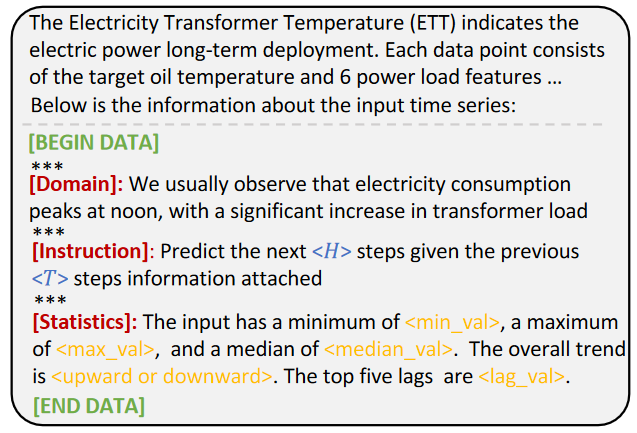 The Electricity Transformer Temperature (ETT) indicates the
electric power long-term deployment. Each data point consists
of the target oil temperature and 6 power load features ...
Below is the information about the input time series:
[BEGIN DATA]
***
[Domain]: We usually observe that electricity consumption
peaks at noon, with a significant increase in transformer load
***
[Instruction]: Predict the next <H> steps given the previous
<T> steps information attached
***
[Statistics]: The input has a minimum of <min_val>, a maximum
of <max_val>, and a median of <median_val>. The overall trend
is <upward or downward>. The top five lags are <lag_val>.
[END DATA]